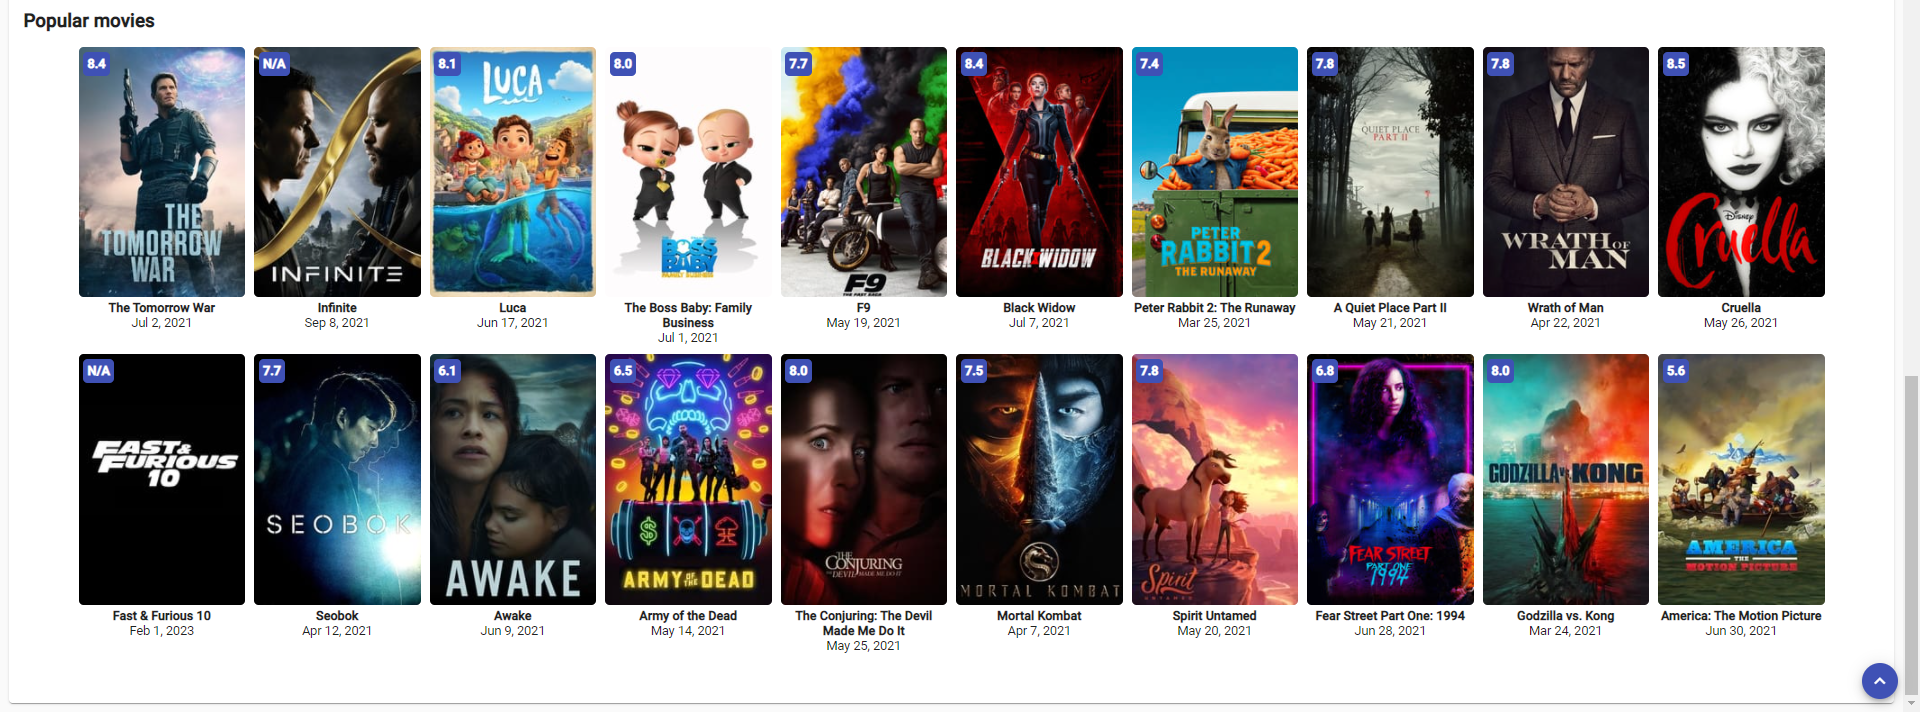 Popular movies
8.4
THE
TOMORROW
WAR
The Tomorrow War
Jul 2, 2021
N/A
INFINITE
Infinite
Sep 8, 2021
8.1
LUCA
Luca
Jun 17, 2021
8.0
BOSS
BABY
The Boss Baby: Family
Business
Jul 1, 2021
7.7
F9
THE FAST SAGA
F9
May 19, 2021
8.4
BLACK WIDOW
Black Widow
Jul 7, 2021
7.4
PETER
RABBIT 2
THE RUNAWAY
Peter Rabbit 2: The Runaway
Mar 25, 2021
7.8
QUIET PLACE
PART II
A Quiet Place Part II
May 21, 2021
7.8
WRATH OF
MAN
Wrath of Man
Apr 22, 2021
8.5
Disney
Cruella
Cruella
May 26, 2021
N/A
FAST &
FURIOUS
10
Fast & Furious 10
Feb 1, 2023
7.7
SEOBOK
Seobok
Apr 12, 2021
6.1
AWAKE
Awake
Jun 9, 2021
6.5
ARMY OF THE DEAD
Army of the Dead
May 14, 2021
8.0
THE
CONJURING
DEVIL MADE ME DO IT
The Conjuring: The Devil
Made Me Do It
May 25, 2021
7.5
MORTAL KOMBAT
Mortal Kombat
Apr 7, 2021
7.8
Spirit
UNTAMED
Spirit Untamed
May 20, 2021
6.8
FEAR STREET
PART ONE
1994
Fear Street Part One: 1994
Jun 28, 2021
8.0
GODZILLA VS. KONG
Godzilla vs. Kong
Mar 24, 2021
5.6
AMERICA
THE
MOTION PICTURE
America: The Motion Picture
Jun 30, 2021